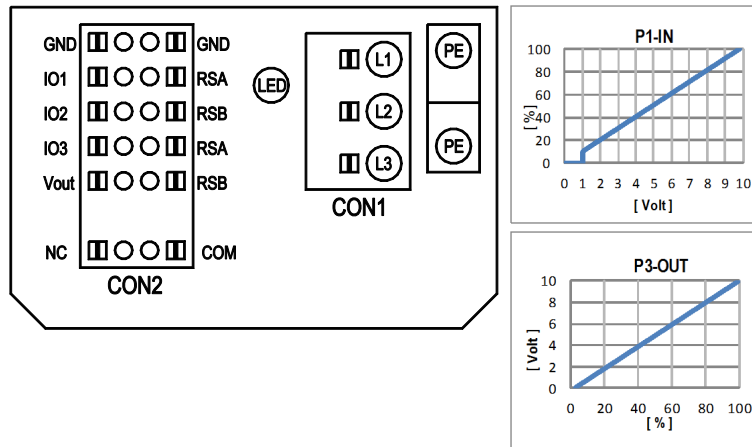 GND GND
IO1 RSA
IO2 RSB
IO3 RSA
Vout RSB
NC COM
CON2
LED
L1
L2
L3
CON1
PE
PE
P1-IN
[ % ]
100
80
60
40
20
0
0 1 2 3 4 5 6 7 8 9 10
[ Volt ]
P3-OUT
[ Volt ]
10
8
6
4
2
0
0 20 40 60 80 100
[ % ]